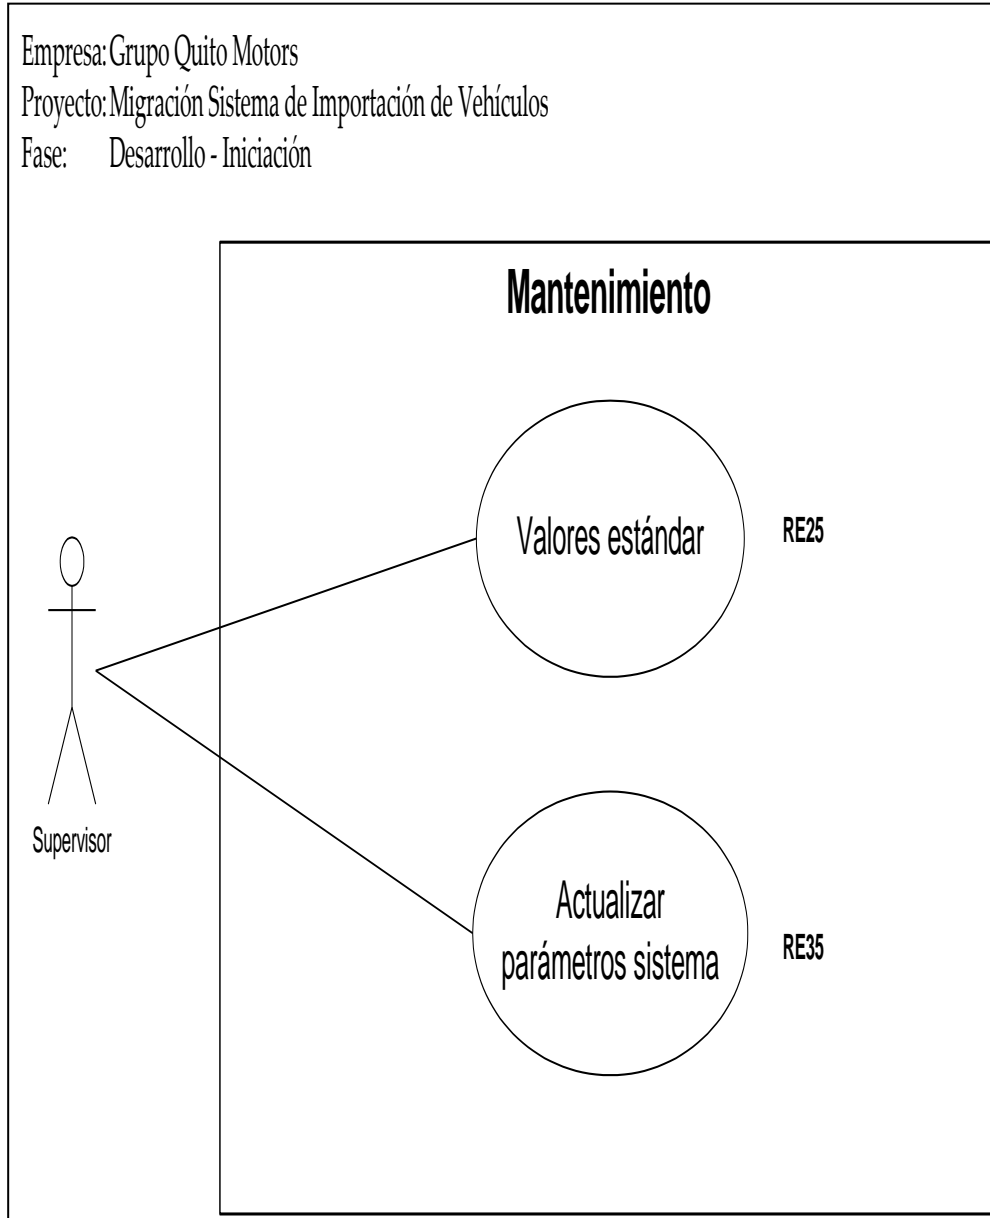 Empresa: Grupo Quito Motors
Proyecto: Migración Sistema de Importación de Vehículos
Fase: Desarrollo - Iniciación
Mantenimiento
Valores estándar
RE25
Supervisor
Actualizar
parámetros sistema
RE35